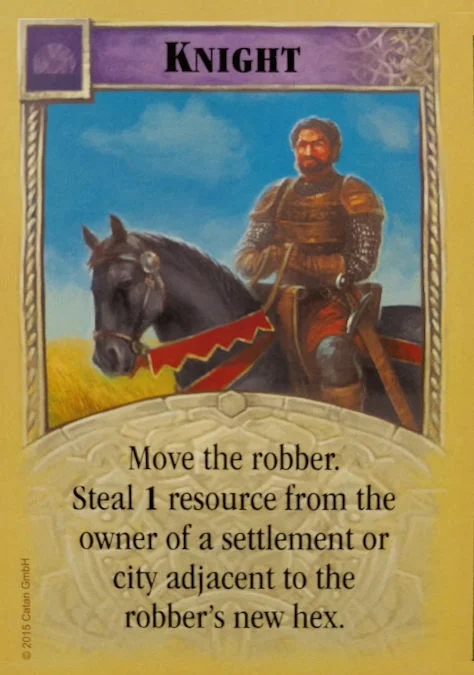 Knight
Move the robber.
Steal 1 resource from the
owner of a settlement or
city adjacent to the
robber's new hex.
© 2015 Catan GmbH